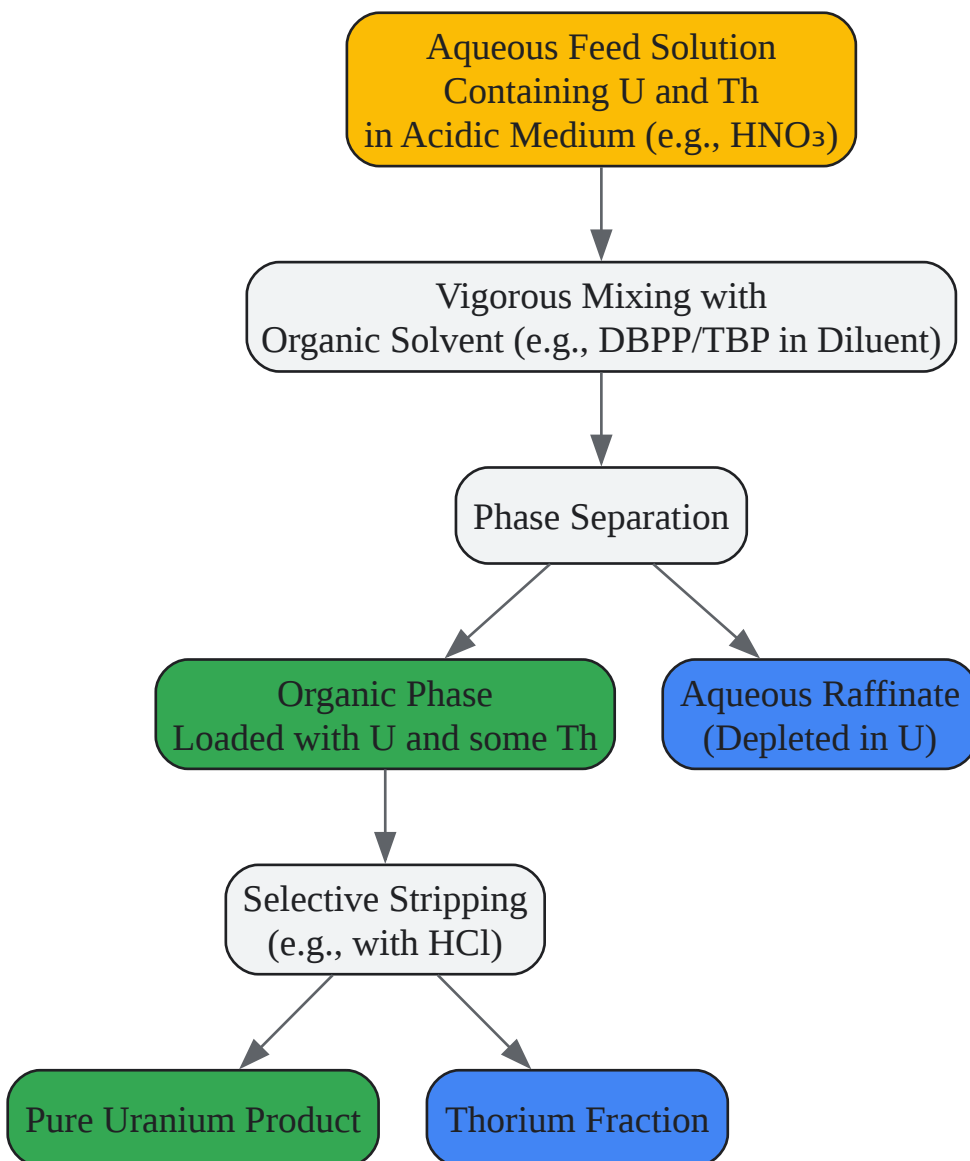 Aqueous Feed Solution
Containing U and Th
in Acidic Medium (e.g., HNO₃)
Vigorous Mixing with
Organic Solvent (e.g., DBPP/TBP in Diluent)
Phase Separation
Organic Phase
Loaded with U and some Th
Aqueous Raffinate
(Depleted in U)
Selective Stripping
(e.g., with HCl)
Pure Uranium Product
Thorium Fraction